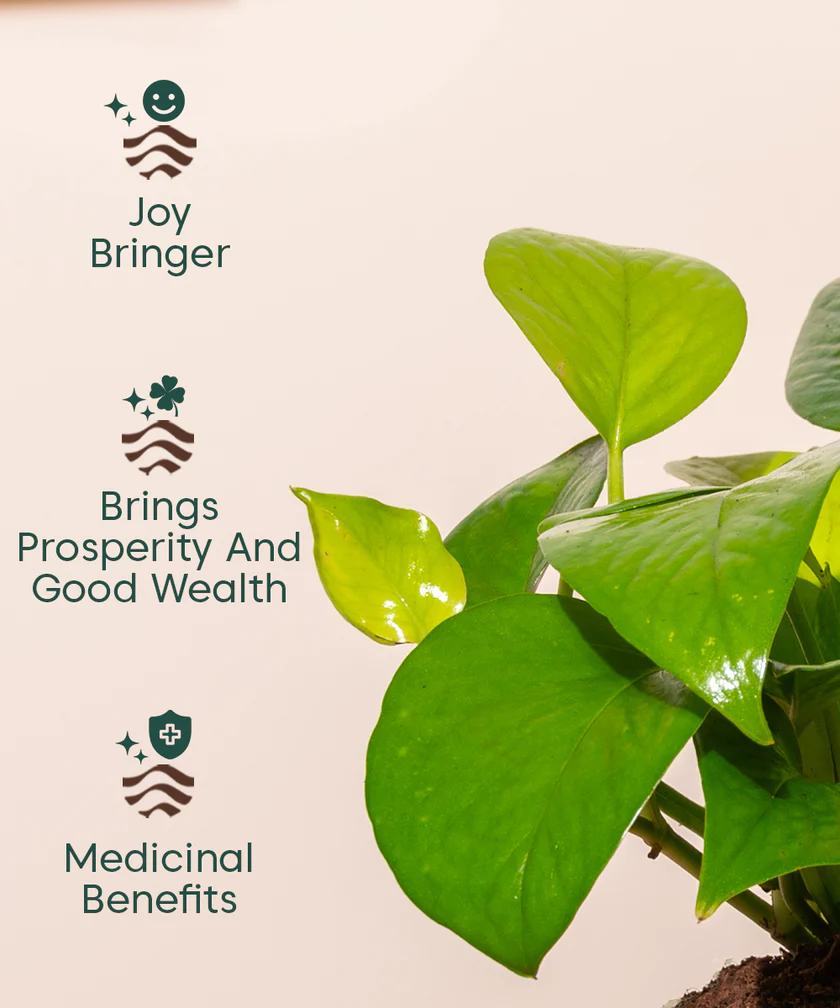 Joy
Bringer
Brings
Prosperity And
Good Wealth
Medicinal
Benefits